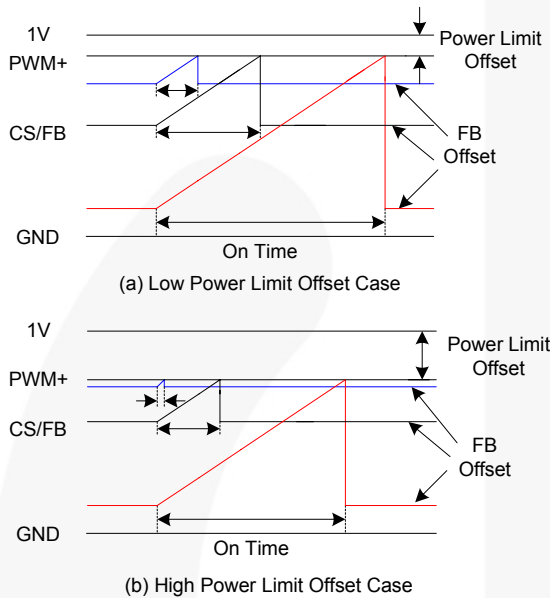 1V
Power Limit
Offset
PWM+
CS/FB
FB
Offset
GND
On Time
(a) Low Power Limit Offset Case
1V
Power Limit
Offset
PWM+
CS/FB
FB
Offset
GND
On Time
(b) High Power Limit Offset Case